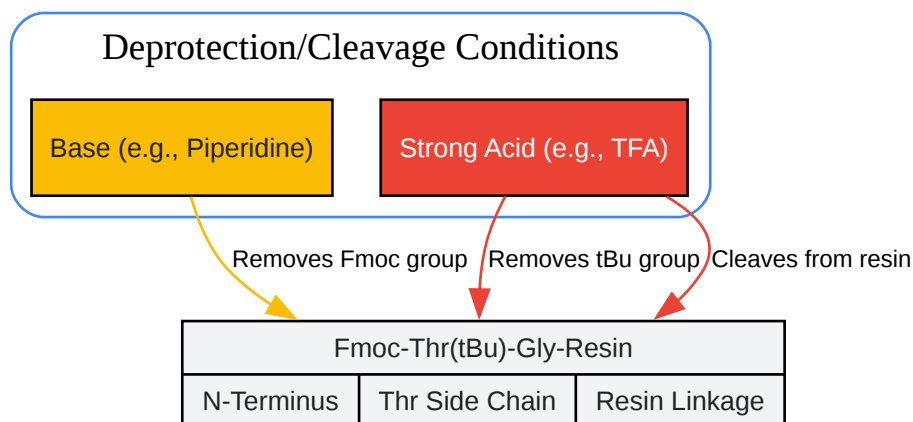 Deprotection/Cleavage Conditions
Base (e.g., Piperidine)
Strong Acid (e.g., TFA)
Removes Fmoc group
Removes tBu group
Cleaves from resin
Fmoc-Thr(tBu)-Gly-Resin
N-Terminus
Thr Side Chain
Resin Linkage